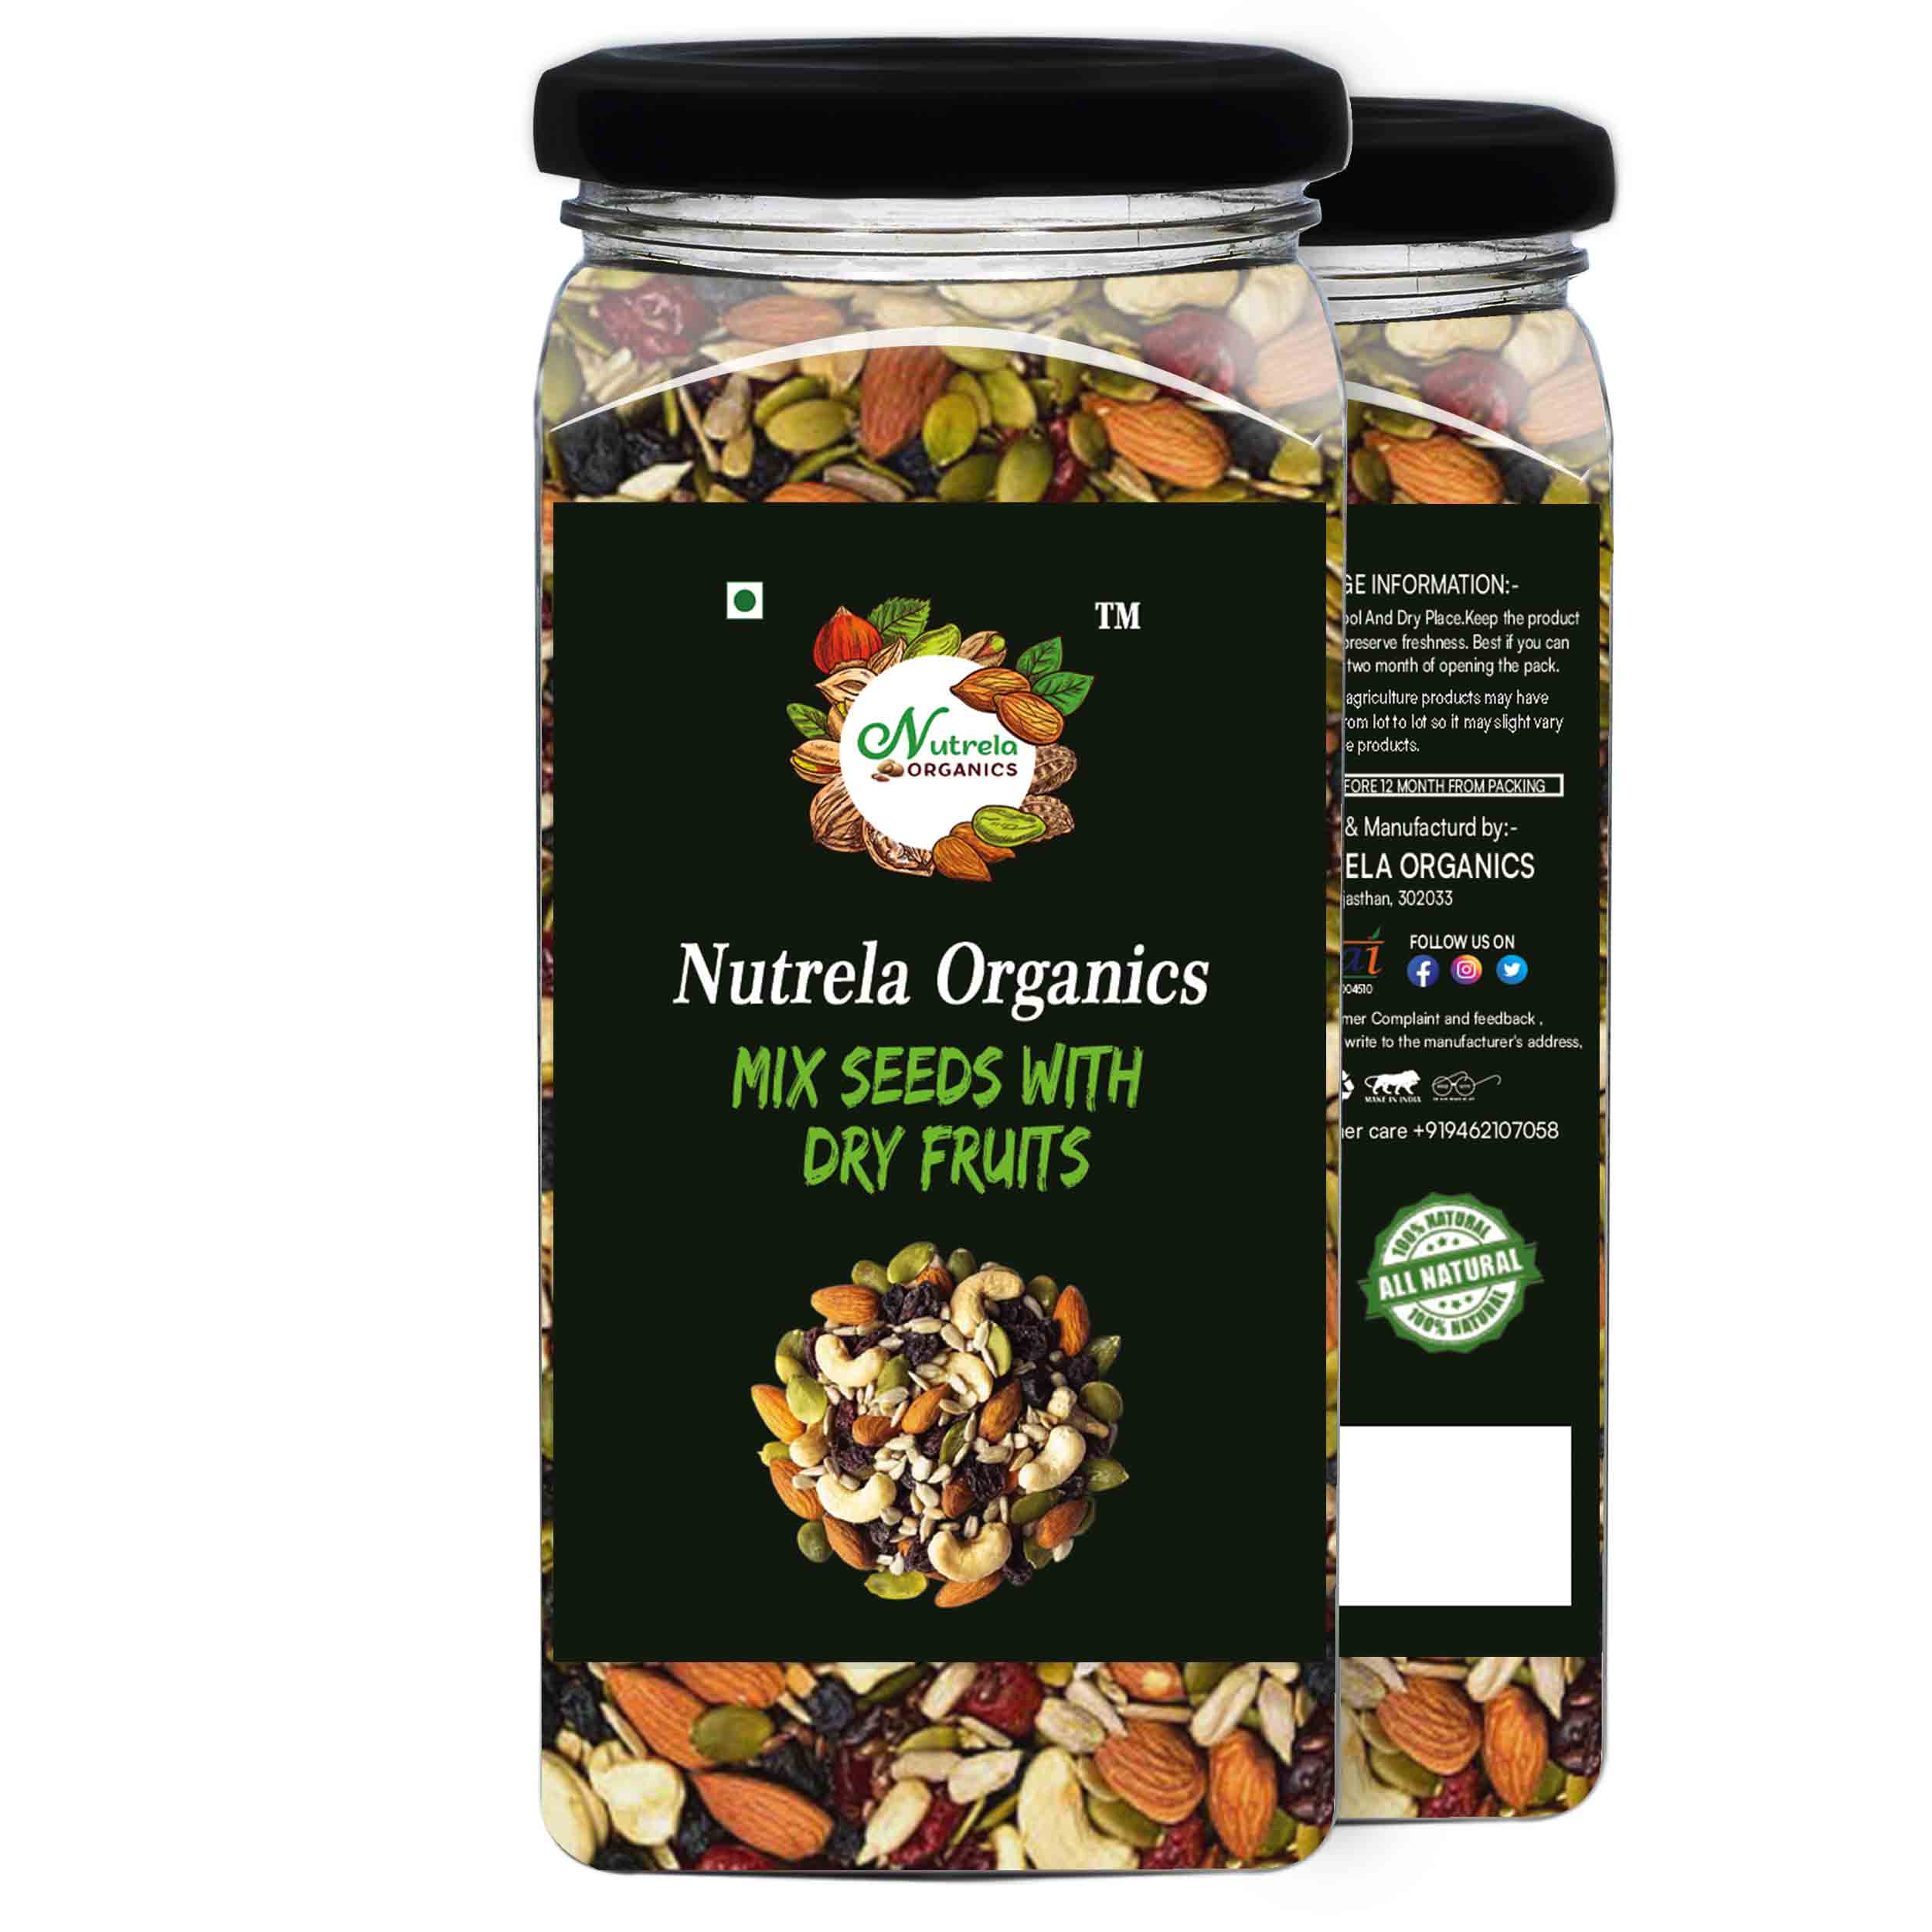 TM
Nutrela
ORGANICS
Nutrela Organics
MIX SEEDS WITH
DRY FRUITS
GE INFORMATION:-
ool And Dry Place.Keep the product
preserve freshness. Best if you can
two month of opening the pack.
agriculture products may have
rom lot to lot so it may slight vary
e products.
FORE 12 MONTH FROM PACKING
& Manufacturd by:-
ELA ORGANICS
jasthan, 302033
FOLLOW US ON
004510
mer Complaint and feedback ,
write to the manufacturer's address,
MAKE IN INDIA
er care +919462107058
100% NATURAL
ALL NATURAL
100% NATURAL